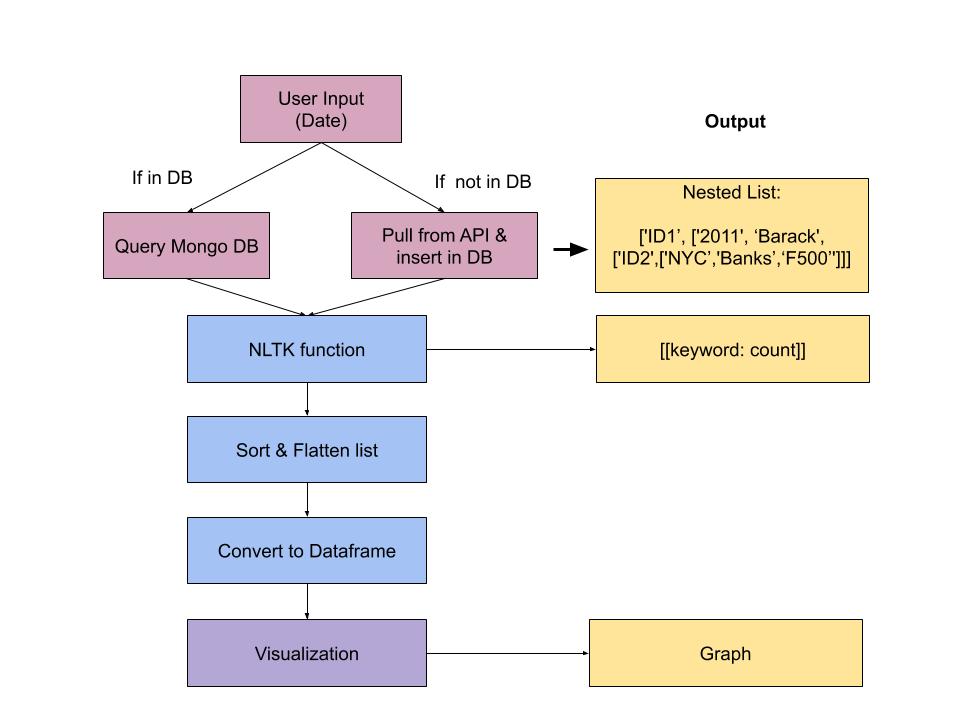 User Input
(Date)
Output
If in DB
If  not in DB
Query Mongo DB
Pull from API &
insert in DB
Nested List:
['ID1’, ['2011', ‘Barack',
['ID2',['NYC’,'Banks’,‘F500’']]]
NLTK function
[[keyword: count]]
Sort & Flatten list
Convert to Dataframe
Visualization
Graph